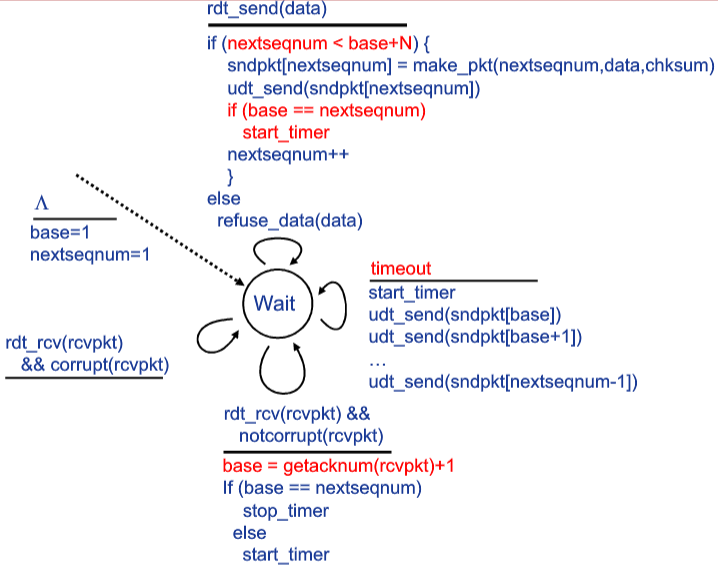 rdt_send(data)
if (nextseqnum < base+N) {
sndpkt[nextseqnum] = make_pkt(nextseqnum,data,chksum)
udt_send(sndpkt[nextseqnum])
if (base == nextseqnum)
start_timer
nextseqnum++
}
else
refuse_data(data)
Λ
base=1
nextseqnum=1
Wait
timeout
start_timer
udt_send(sndpkt[base])
udt_send(sndpkt[base+1])
…
udt_send(sndpkt[nextseqnum-1])
rdt_rcv(rcvpkt)
&& corrupt(rcvpkt)
rdt_rcv(rcvpkt) &&
notcorrupt(rcvpkt)
base = getacknum(rcvpkt)+1
If (base == nextseqnum)
stop_timer
else
start_timer